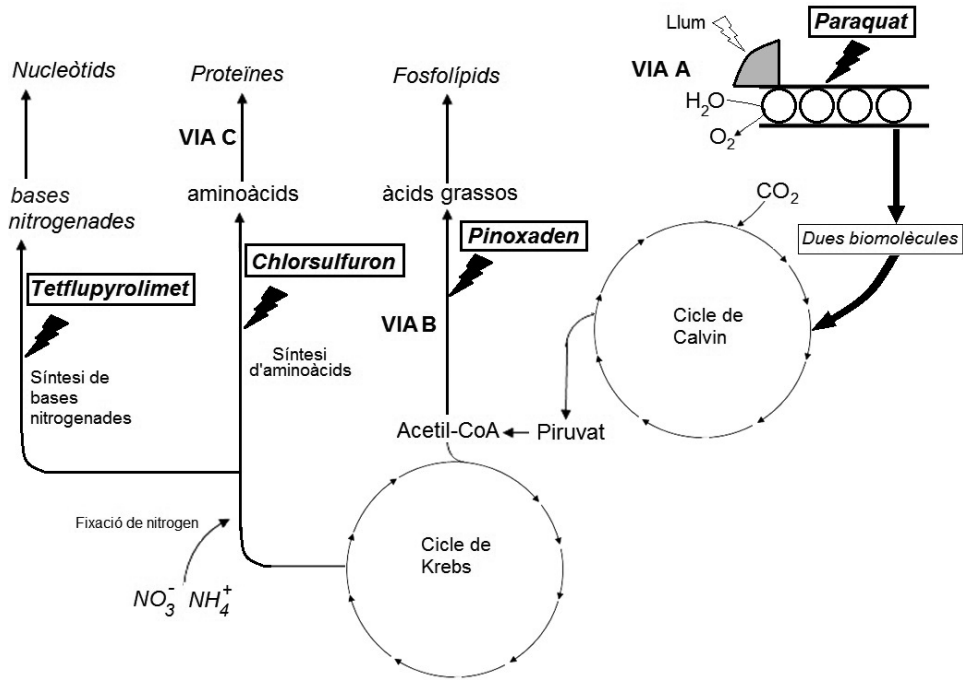 Llum
Paraquat
VIA A
H2O
O2
Nucleòtids
Proteïnes
Fosfolípids
VIA C
bases
nitrogenades
aminoàcids
àcids grassos
CO2
Dues biomolècules
Tetflupyrolimet
Chlorsulfuron
Pinoxaden
VIA B
Cicle de
Calvin
Síntesi de
bases
nitrogenades
Síntesi
d'aminoàcids
Acetil-CoA
Piruvat
Fixació de nitrogen
NO3- NH4+
Cicle de
Krebs